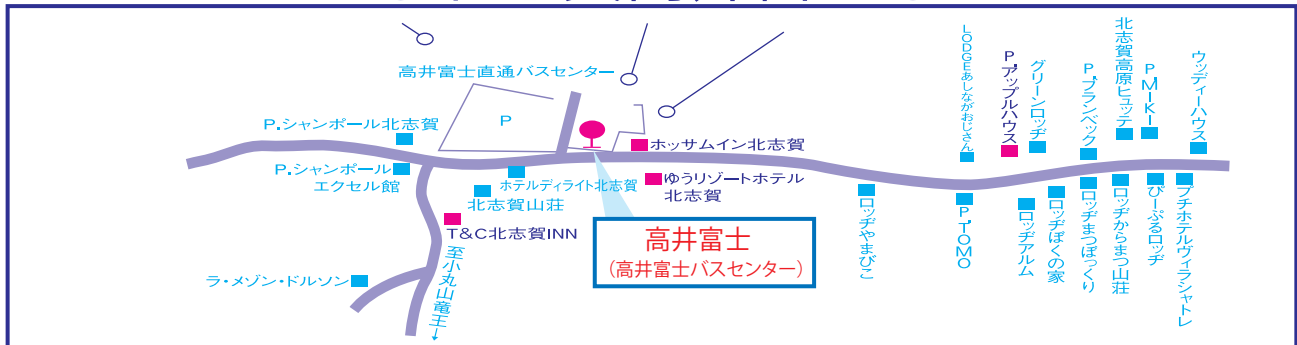 高井富士直通バスセンター
P
P.シャンポール北志賀
P.シャンポール
エクセル館
ホテルディライト北志賀
北志賀山荘
T&C北志賀INN
ラ・メゾン・ドルソン
至小丸山竜王→
ホッサムイン北志賀
ゆうリゾートホテル
北志賀
高井富士
(高井富士バスセンター)
LODGEあしながおじさん
P.アップルハウス
グリーンロッヂ
P.ブランベック
北志賀高原ヒュッテ
P.MIKI
ウッディーハウス
ロッヂやまびこ
P.TOMO
ロッヂアルム
ロッヂぼくの家
ロッヂまつぼっくり
ロッヂからまつ山荘
ぴーぷるロッヂ
プチホテルヴィラシャトレ